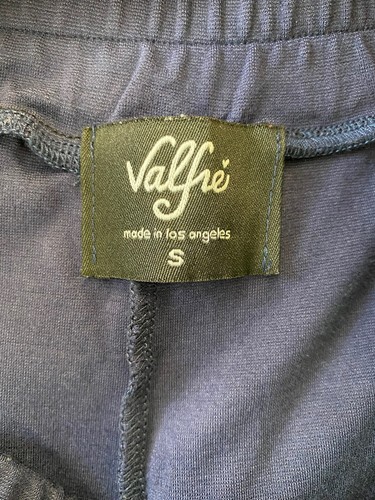 Valfré
made in los angeles
S